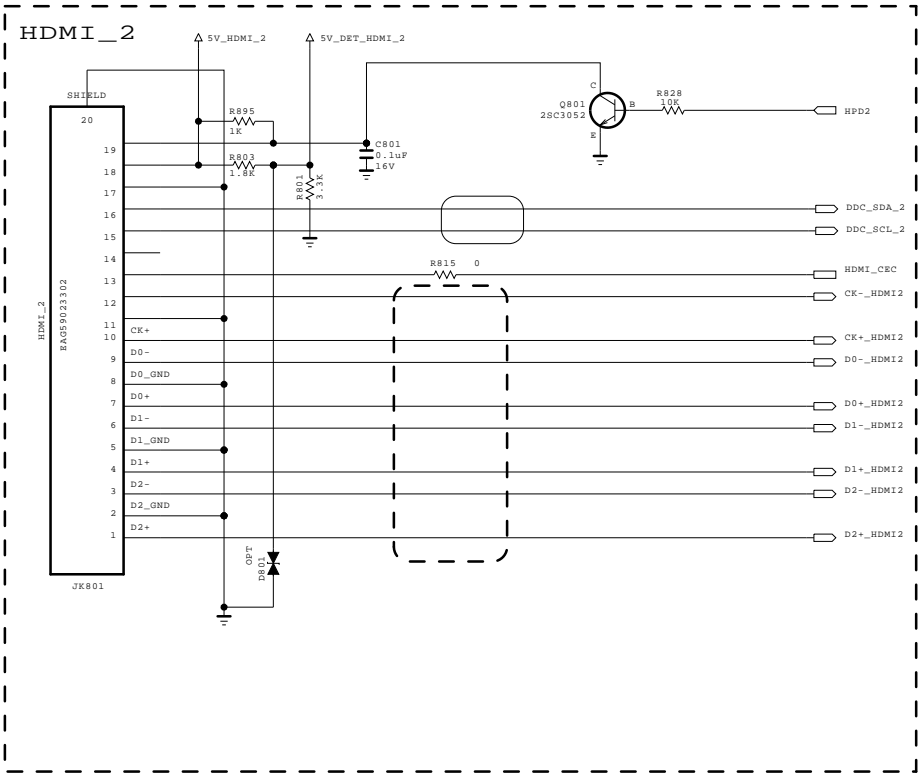 HDMI_2
5V_HDMI_2
5V_DET_HDMI_2
SHIELD
20
R895
1K
C
Q801
2SC3052
B
E
R828
10K
HPD2
19
C801
0.1uF
16V
R803
1.8K
18
R801
3.3K
17
16
DDC_SDA_2
15
DDC_SCL_2
14
R815 0
13
HDMI_CEC
HDMI_2
EAG59023302
12
CK-_HDMI2
11
CK+
10
CK+_HDMI2
D0-
9
D0-_HDMI2
D0_GND
8
D0+
7
D0+_HDMI2
D1-
6
D1-_HDMI2
D1_GND
5
D1+
4
D1+_HDMI2
D2-
3
D2-_HDMI2
D2_GND
2
D2+
1
D2+_HDMI2
OPT
D801
JK801